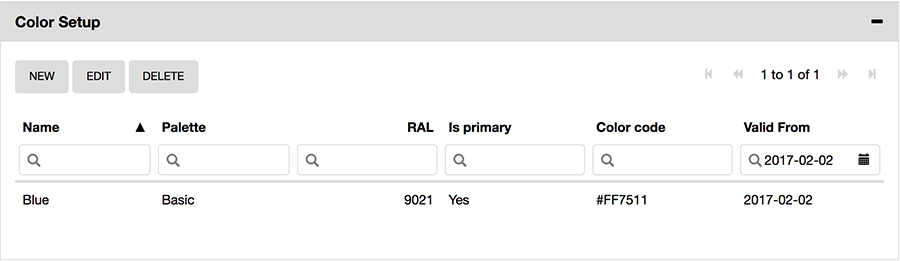 Color Setup
NEW EDIT DELETE 1 to 1 of 1
Name Palette RAL Is primary Color code Valid From
2017-02-02
Blue Basic 9021 Yes #FF7511 2017-02-02